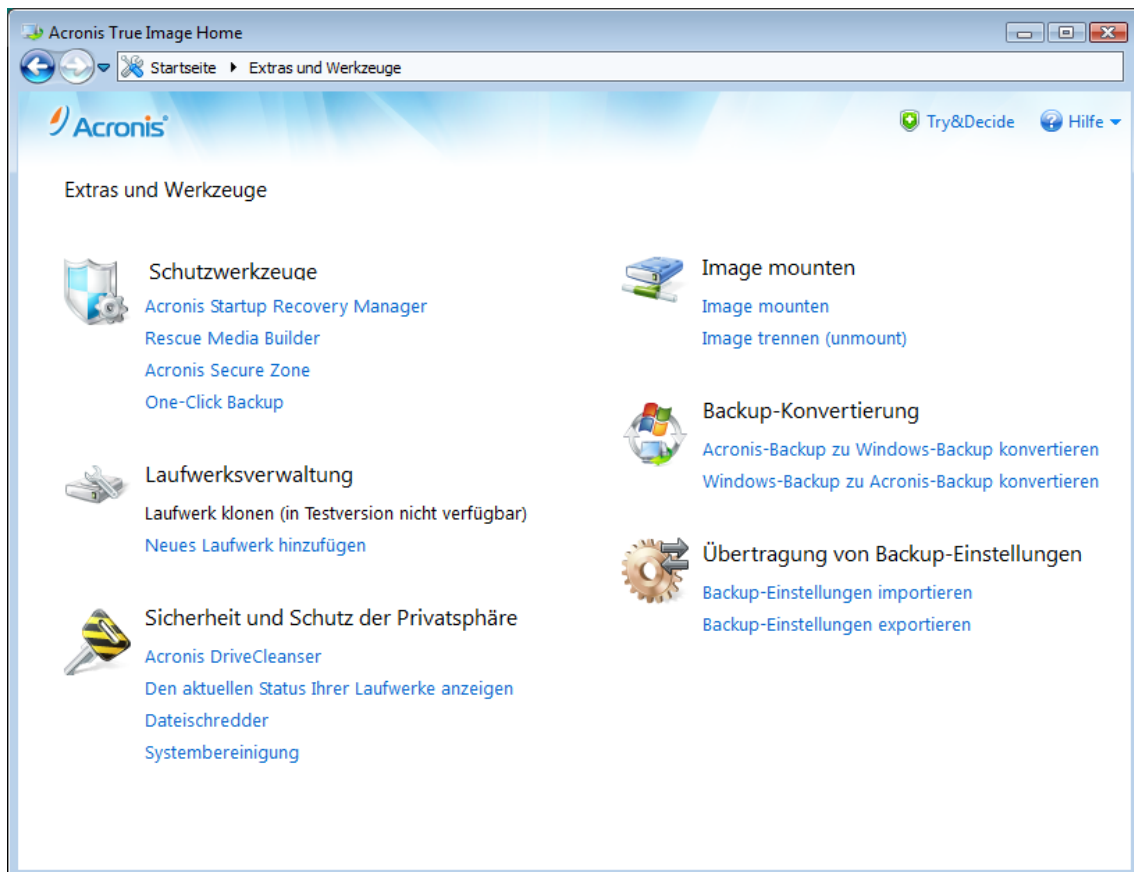 Acronis True Image Home
Startseite ▸ Extras und Werkzeuge
Acronis
Try&Decide
Hilfe
Extras und Werkzeuge
Schutzwerkzeuge
Acronis Startup Recovery Manager
Rescue Media Builder
Acronis Secure Zone
One-Click Backup
Laufwerksverwaltung
Laufwerk klonen (in Testversion nicht verfügbar)
Neues Laufwerk hinzufügen
Sicherheit und Schutz der Privatsphäre
Acronis DriveCleanser
Den aktuellen Status Ihrer Laufwerke anzeigen
Dateischredder
Systembereinigung
Image mounten
Image mounten
Image trennen (unmount)
Backup-Konvertierung
Acronis-Backup zu Windows-Backup konvertieren
Windows-Backup zu Acronis-Backup konvertieren
Übertragung von Backup-Einstellungen
Backup-Einstellungen importieren
Backup-Einstellungen exportieren